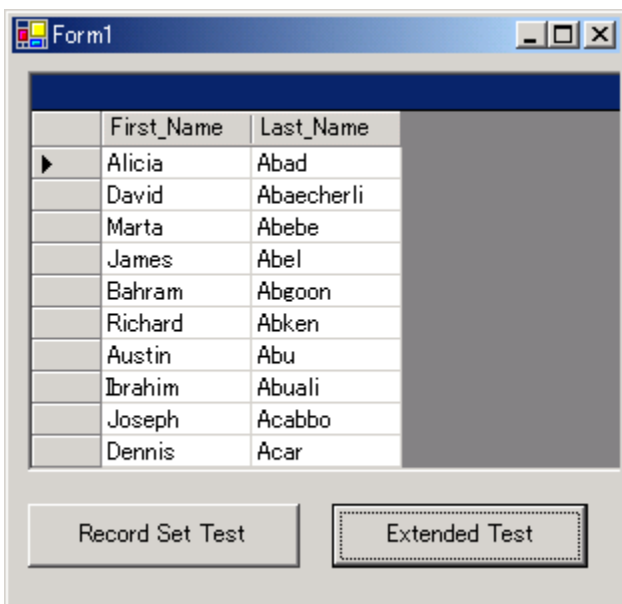 Form1
First_Name Last_Name
Alicia Abad
David Abaecherli
Marta Abebe
James Abel
Bahram Abgoon
Richard Abken
Austin Abu
Ibrahim Abuali
Joseph Acabbo
Dennis Acar
Record Set Test Extended Test